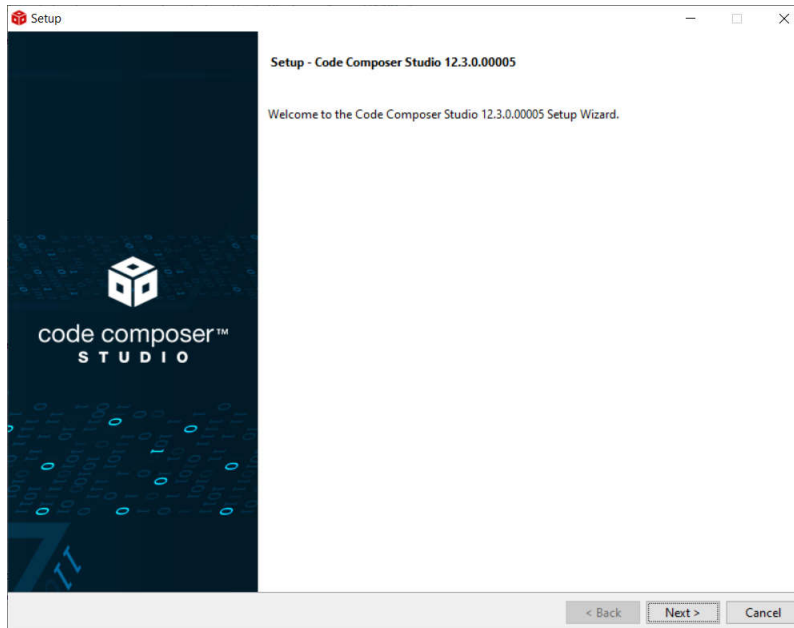 Setup
Setup - Code Composer Studio 12.3.0.00005
Welcome to the Code Composer Studio 12.3.0.00005 Setup Wizard.
code composer™
STUDIO
< Back
Next >
Cancel